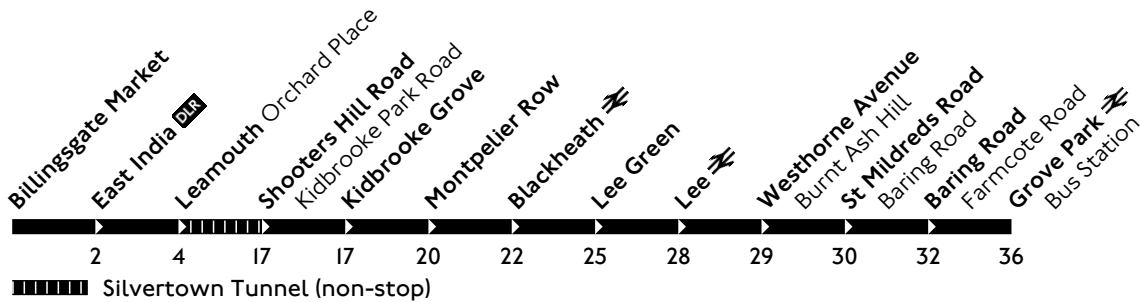 Billingsgate Market
East India DLR
Leamouth Orchard Place
Shooters Hill Road
Kidbrooke Park Road
Kidbrooke Grove
Montpelier Row
Blackheath
Lee Green
Lee
Westhorne Avenue
Burnt Ash Hill
St Mildreds Road
Baring Road
Baring Road
Farmcote Road
Grove Park
Bus Station
2 4 17 17 20 22 25 28 29 30 32 36
Silvertown Tunnel (non-stop)